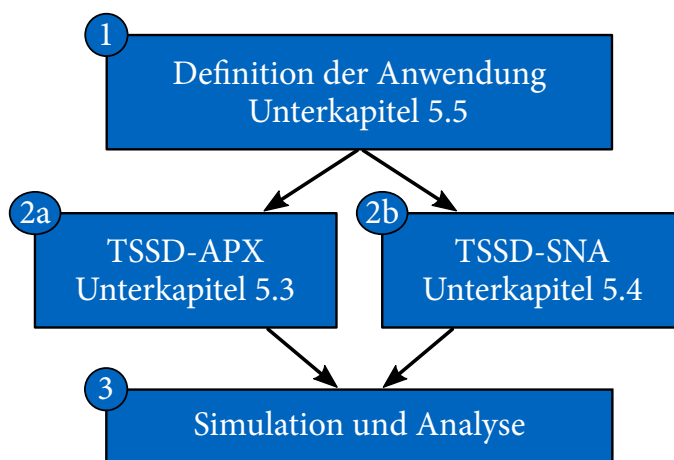 1
Definition der Anwendung
Unterkapitel 5.5
2a
TSSD-APX
Unterkapitel 5.3
2b
TSSD-SNA
Unterkapitel 5.4
3
Simulation und Analyse